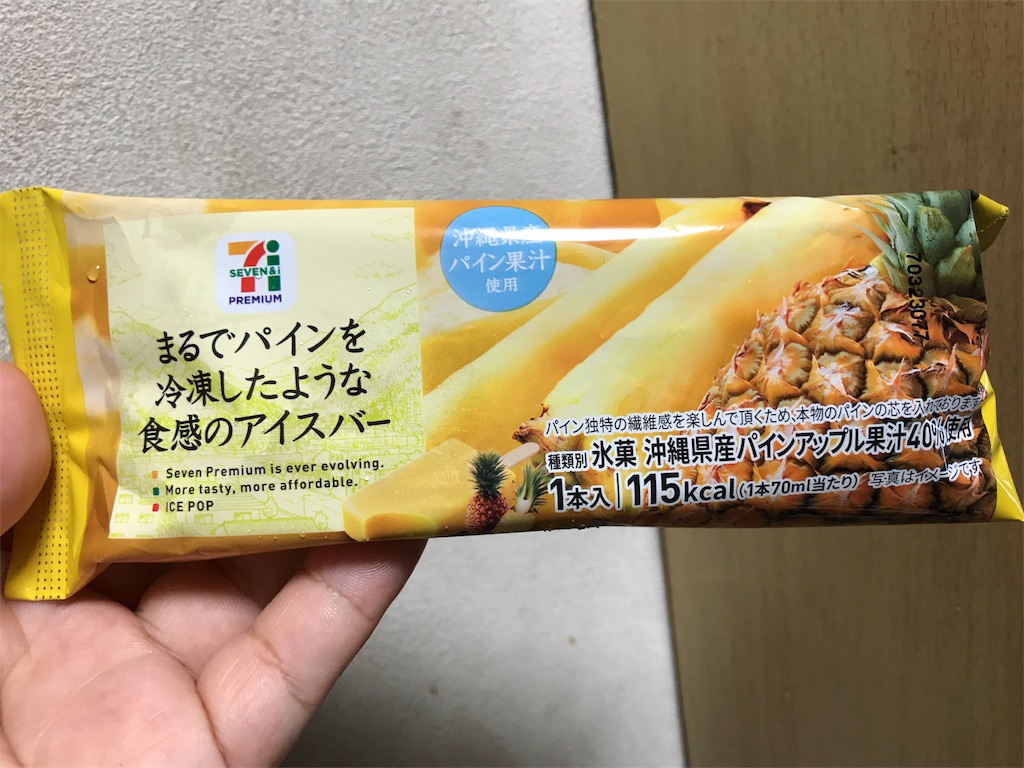 SEVEN&i
PREMIUM
まるでパインを
冷凍したような
食感のアイスバー
Seven Premium is ever evolving.
More tasty, more affordable.
ICE POP
沖縄県産
パイン果汁
使用
パイン独特の繊維感を楽しんで頂くため、本物のパインの芯を入れております
種類別 氷菓 沖縄県産パインアップル果汁40%使用
1本入 115kcal(1本70ml当たり) 写真はイメージです